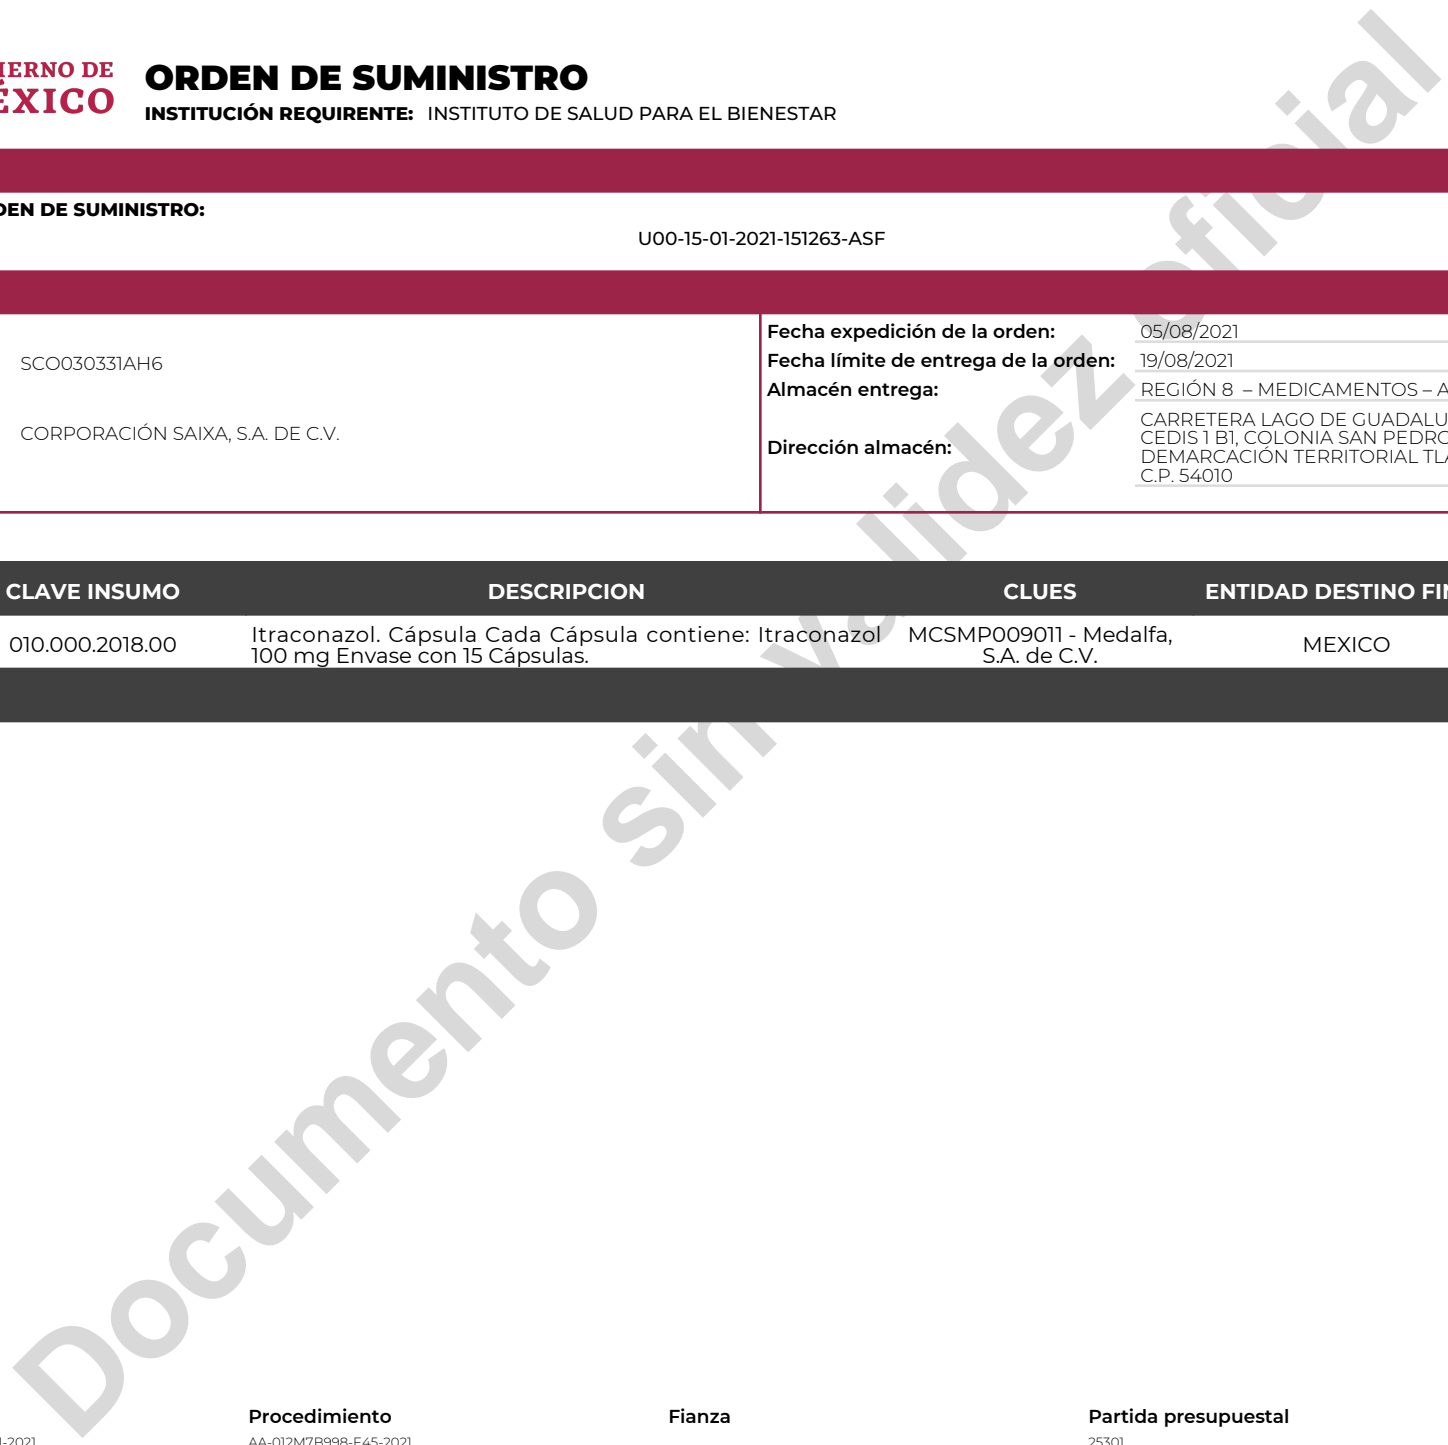 IERNO DE
ÉXICO
ORDEN DE SUMINISTRO
INSTITUCIÓN REQUIRENTE: INSTITUTO DE SALUD PARA EL BIENESTAR
DEN DE SUMINISTRO:
U00-15-01-2021-151263-ASF
SCO030331AH6
CORPORACIÓN SAIXA, S.A. DE C.V.
Fecha expedición de la orden: 05/08/2021
Fecha límite de entrega de la orden: 19/08/2021
Almacén entrega: REGIÓN 8 – MEDICAMENTOS – A
Dirección almacén: CARRETERA LAGO DE GUADALU
CEDIS 1 B1, COLONIA SAN PEDRO
DEMARCACIÓN TERRITORIAL TLA
C.P. 54010
CLAVE INSUMO DESCRIPCION CLUES ENTIDAD DESTINO FIN
010.000.2018.00 Itraconazol. Cápsula Cada Cápsula contiene: Itraconazol 100 mg Envase con 15 Cápsulas. MCSMP009011 - Medalfa, S.A. de C.V. MEXICO
Documento sin validez oficial
Procedimiento Fianza Partida presupuestal
-2021 AA-012M7B998-E45-2021 25301